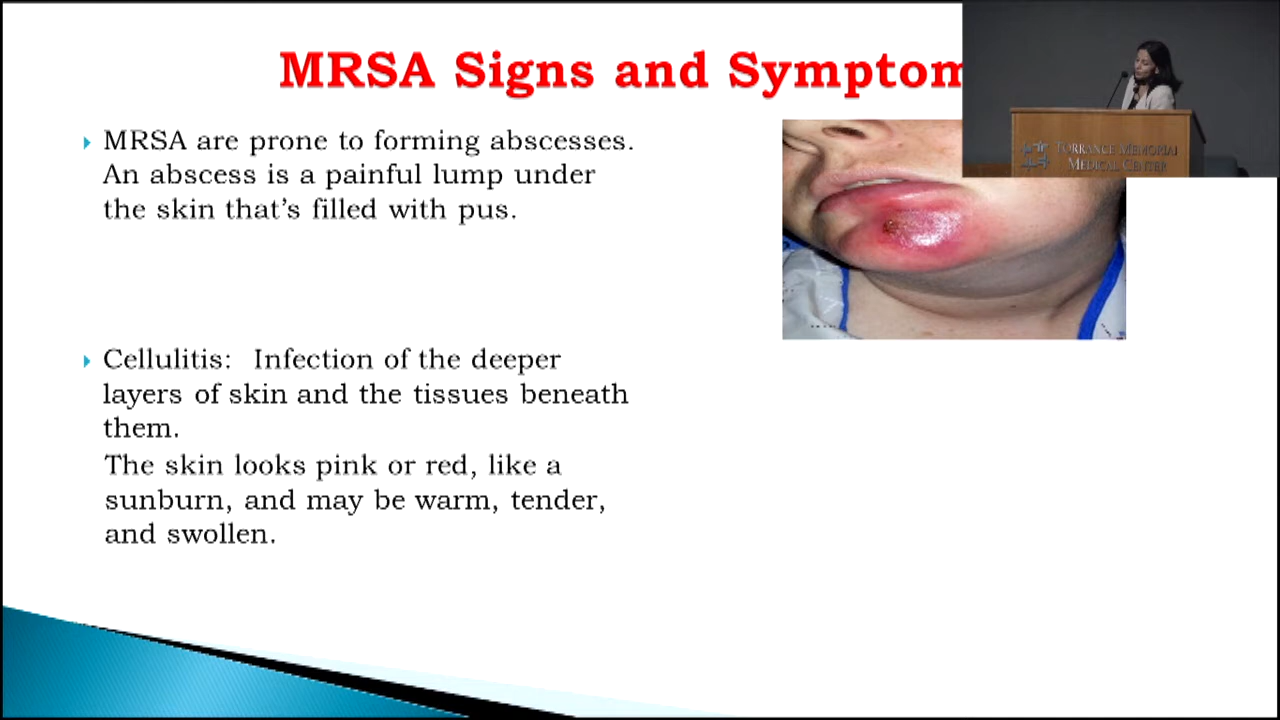 MRSA Signs and Symptom
MRSA are prone to forming abscesses.
An abscess is a painful lump under
the skin that's filled with pus.
Cellulitis: Infection of the deeper
layers of skin and the tissues beneath
them.
The skin looks pink or red, like a
sunburn, and may be warm, tender,
and swollen.
TORRANCE MEMORIAL
MEDICAL CENTER